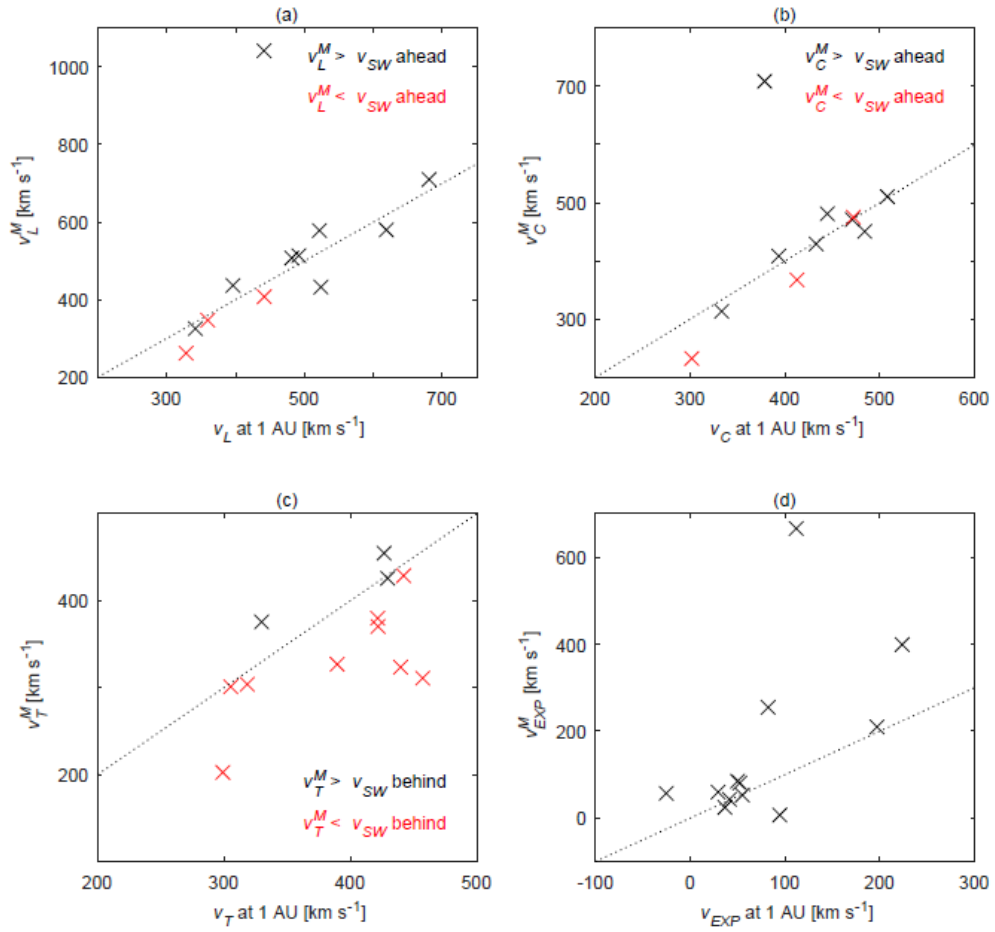 (a)
v_L^M > v_SW ahead
v_L^M < v_SW ahead
1000
800
600
400
200
v_L^M [km s⁻¹]
300
500
700
v_L at 1 AU [km s⁻¹]
(b)
v_C^M > v_SW ahead
v_C^M < v_SW ahead
700
500
300
v_C^M [km s⁻¹]
200
300
400
500
600
v_C at 1 AU [km s⁻¹]
(c)
400
200
v_T^M [km s⁻¹]
v_T^M > v_SW behind
v_T^M < v_SW behind
200
300
400
500
v_T at 1 AU [km s⁻¹]
(d)
600
400
200
0
v_EXP^M [km s⁻¹]
-100
0
100
200
300
v_EXP at 1 AU [km s⁻¹]